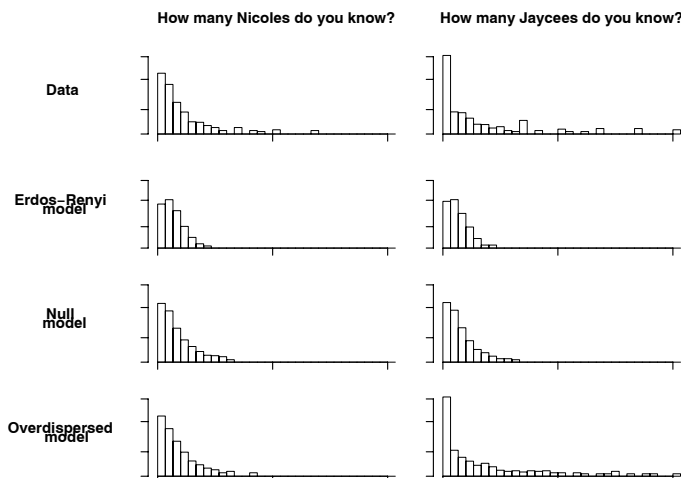 How many Nicoles do you know?
How many Jaycees do you know?
Data
Erdos−Renyi
model
Null
model
Overdispersed
model